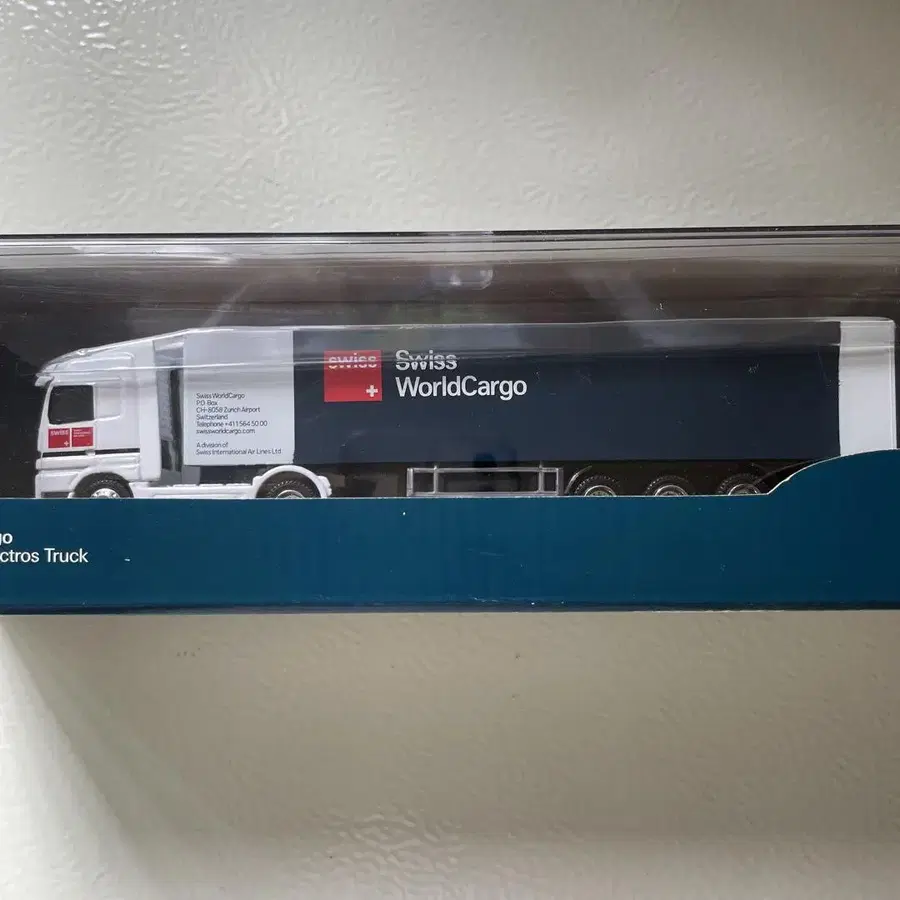 swiss
Swiss
WorldCargo
Swiss WorldCargo
P.O. Box
CH-8058 Zurich Airport
Switzerland
Telephone +41 1 564 50 00
swissworldcargo.com
A division of
Swiss International Air Lines Ltd
swiss
go
ctros Truck